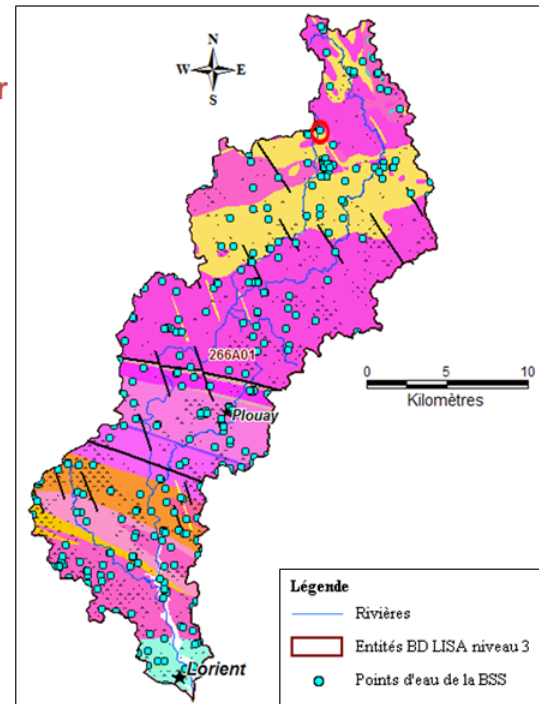 r
N
W E
S
266A01
Plouay
0 5 10
Kilomètres
Lorient
Légende
Rivières
Entités BD LISA niveau 3
Points d'eau de la BSS